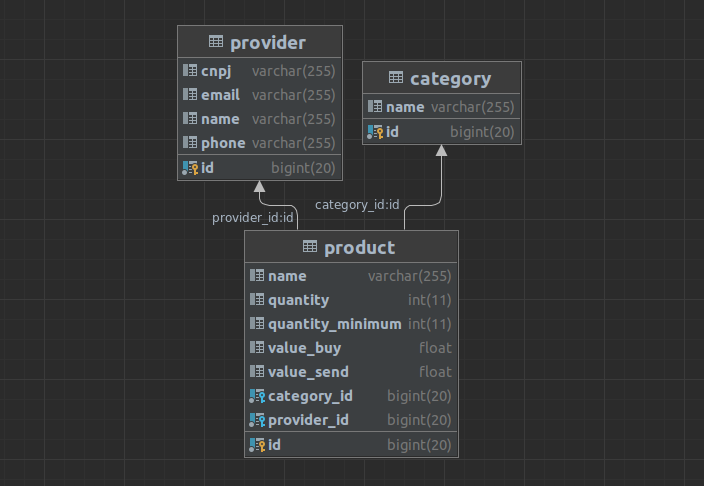 provider
cnpj varchar(255)
email varchar(255)
name varchar(255)
phone varchar(255)
id bigint(20)
category
name varchar(255)
id bigint(20)
provider_id:id
category_id:id
product
name varchar(255)
quantity int(11)
quantity_minimum int(11)
value_buy float
value_send float
category_id bigint(20)
provider_id bigint(20)
id bigint(20)